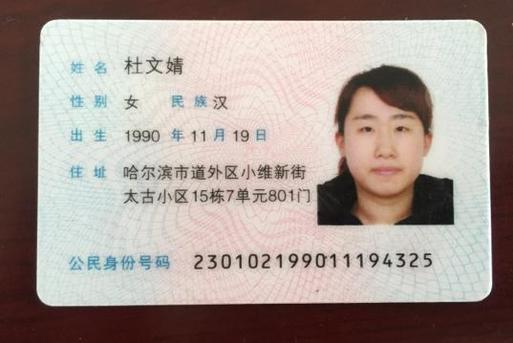 姓名 杜文婧
性别 女 民族 汉
出生 1990 年 11 月 19 日
住址 哈尔滨市道外区小维新街
太古小区15栋7单元801门
公民身份号码 230102199011194325